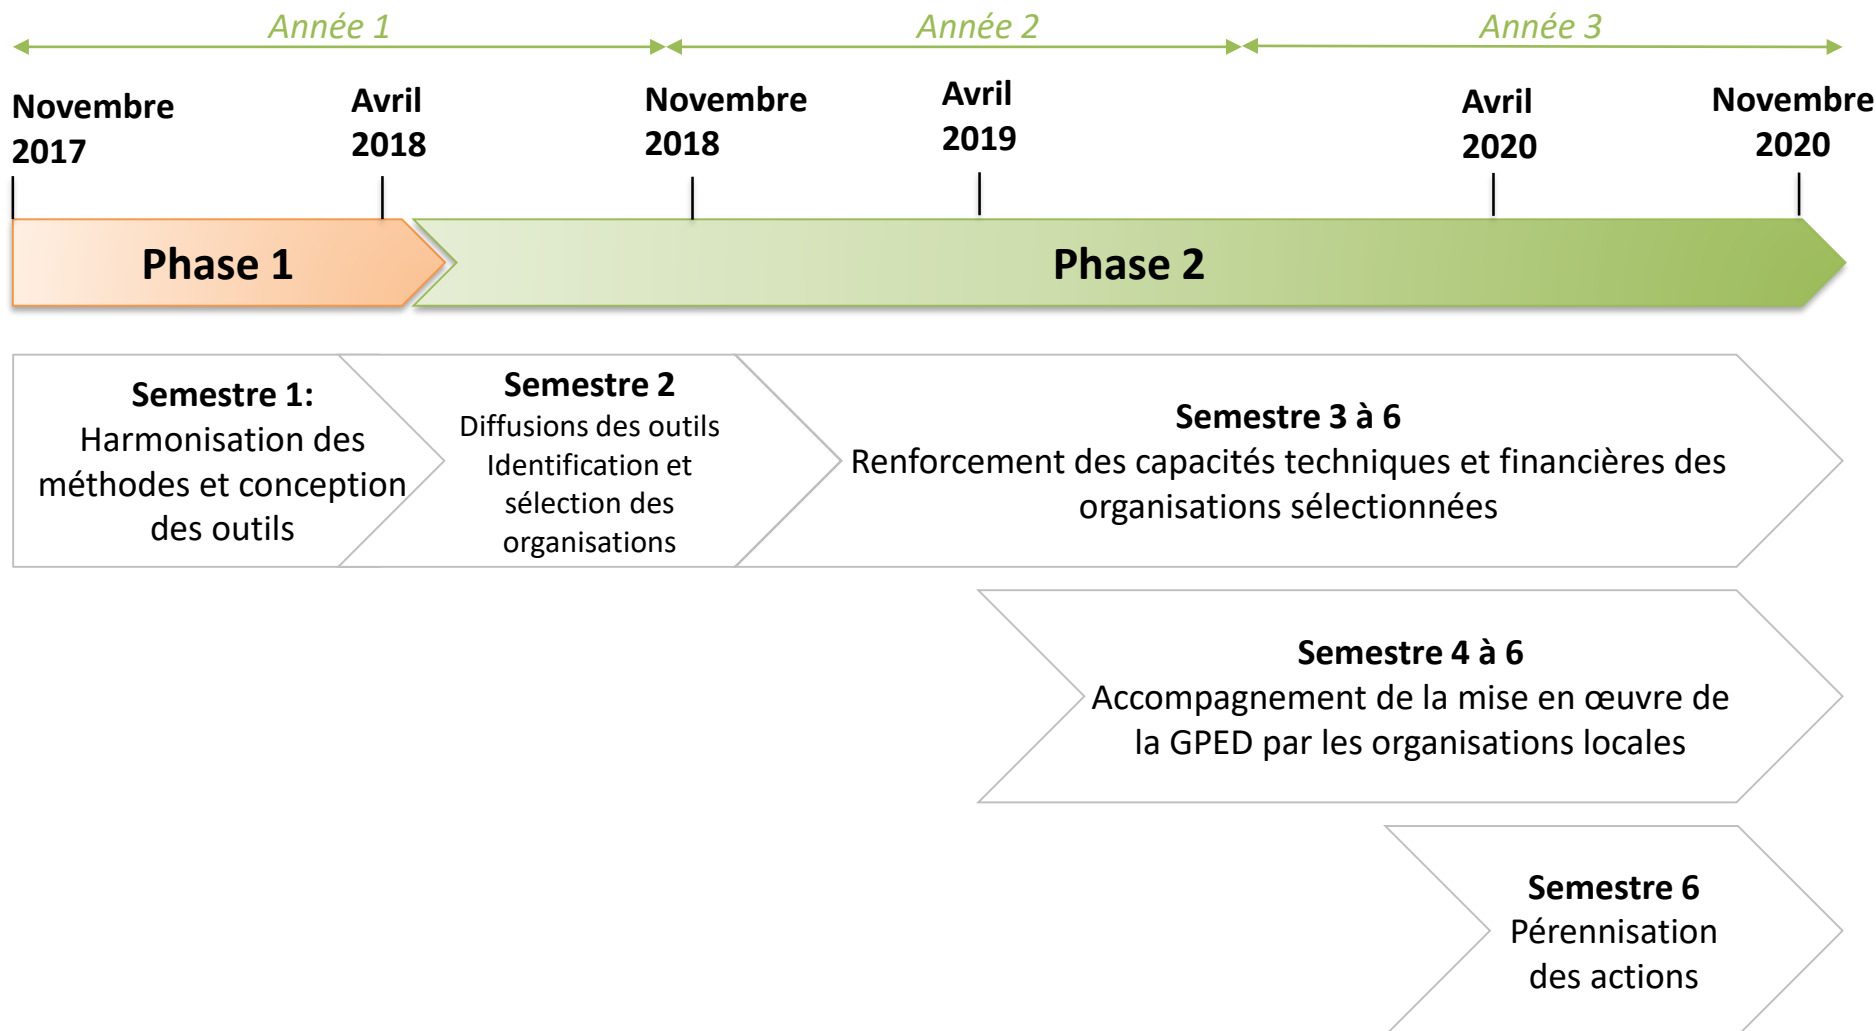 Année 1
Année 2
Année 3
Novembre
2017
Avril
2018
Novembre
2018
Avril
2019
Avril
2020
Novembre
2020
Phase 1
Phase 2
Semestre 1:
Harmonisation des
méthodes et conception
des outils
Semestre 2
Diffusions des outils
Identification et
sélection des
organisations
Semestre 3 à 6
Renforcement des capacités techniques et financières des
organisations sélectionnées
Semestre 4 à 6
Accompagnement de la mise en œuvre de
la GPED par les organisations locales
Semestre 6
Pérennisation
des actions